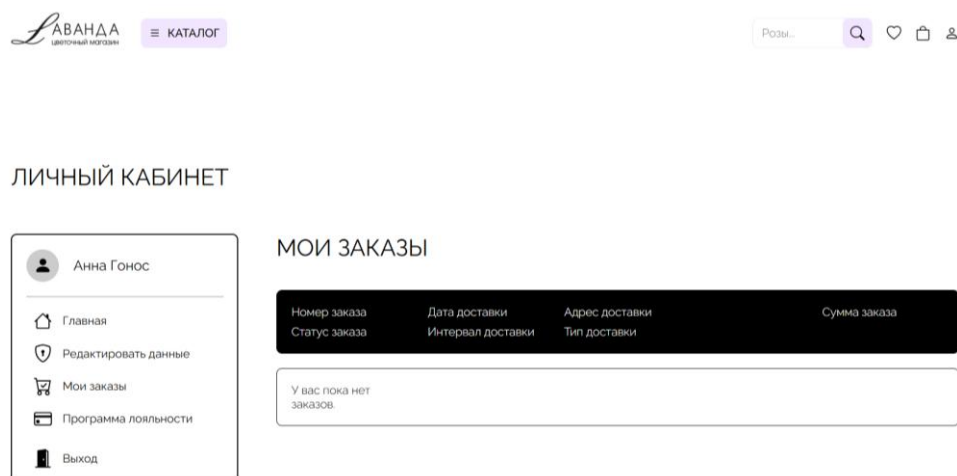 ЛАВАНДА
цветочный магазин
КАТАЛОГ
Розы...
ЛИЧНЫЙ КАБИНЕТ
Анна Гонос
Главная
Редактировать данные
Мои заказы
Программа лояльности
Выход
МОИ ЗАКАЗЫ
Номер заказа Дата доставки Адрес доставки Сумма заказа
Статус заказа Интервал доставки Тип доставки
У вас пока нет
заказов.